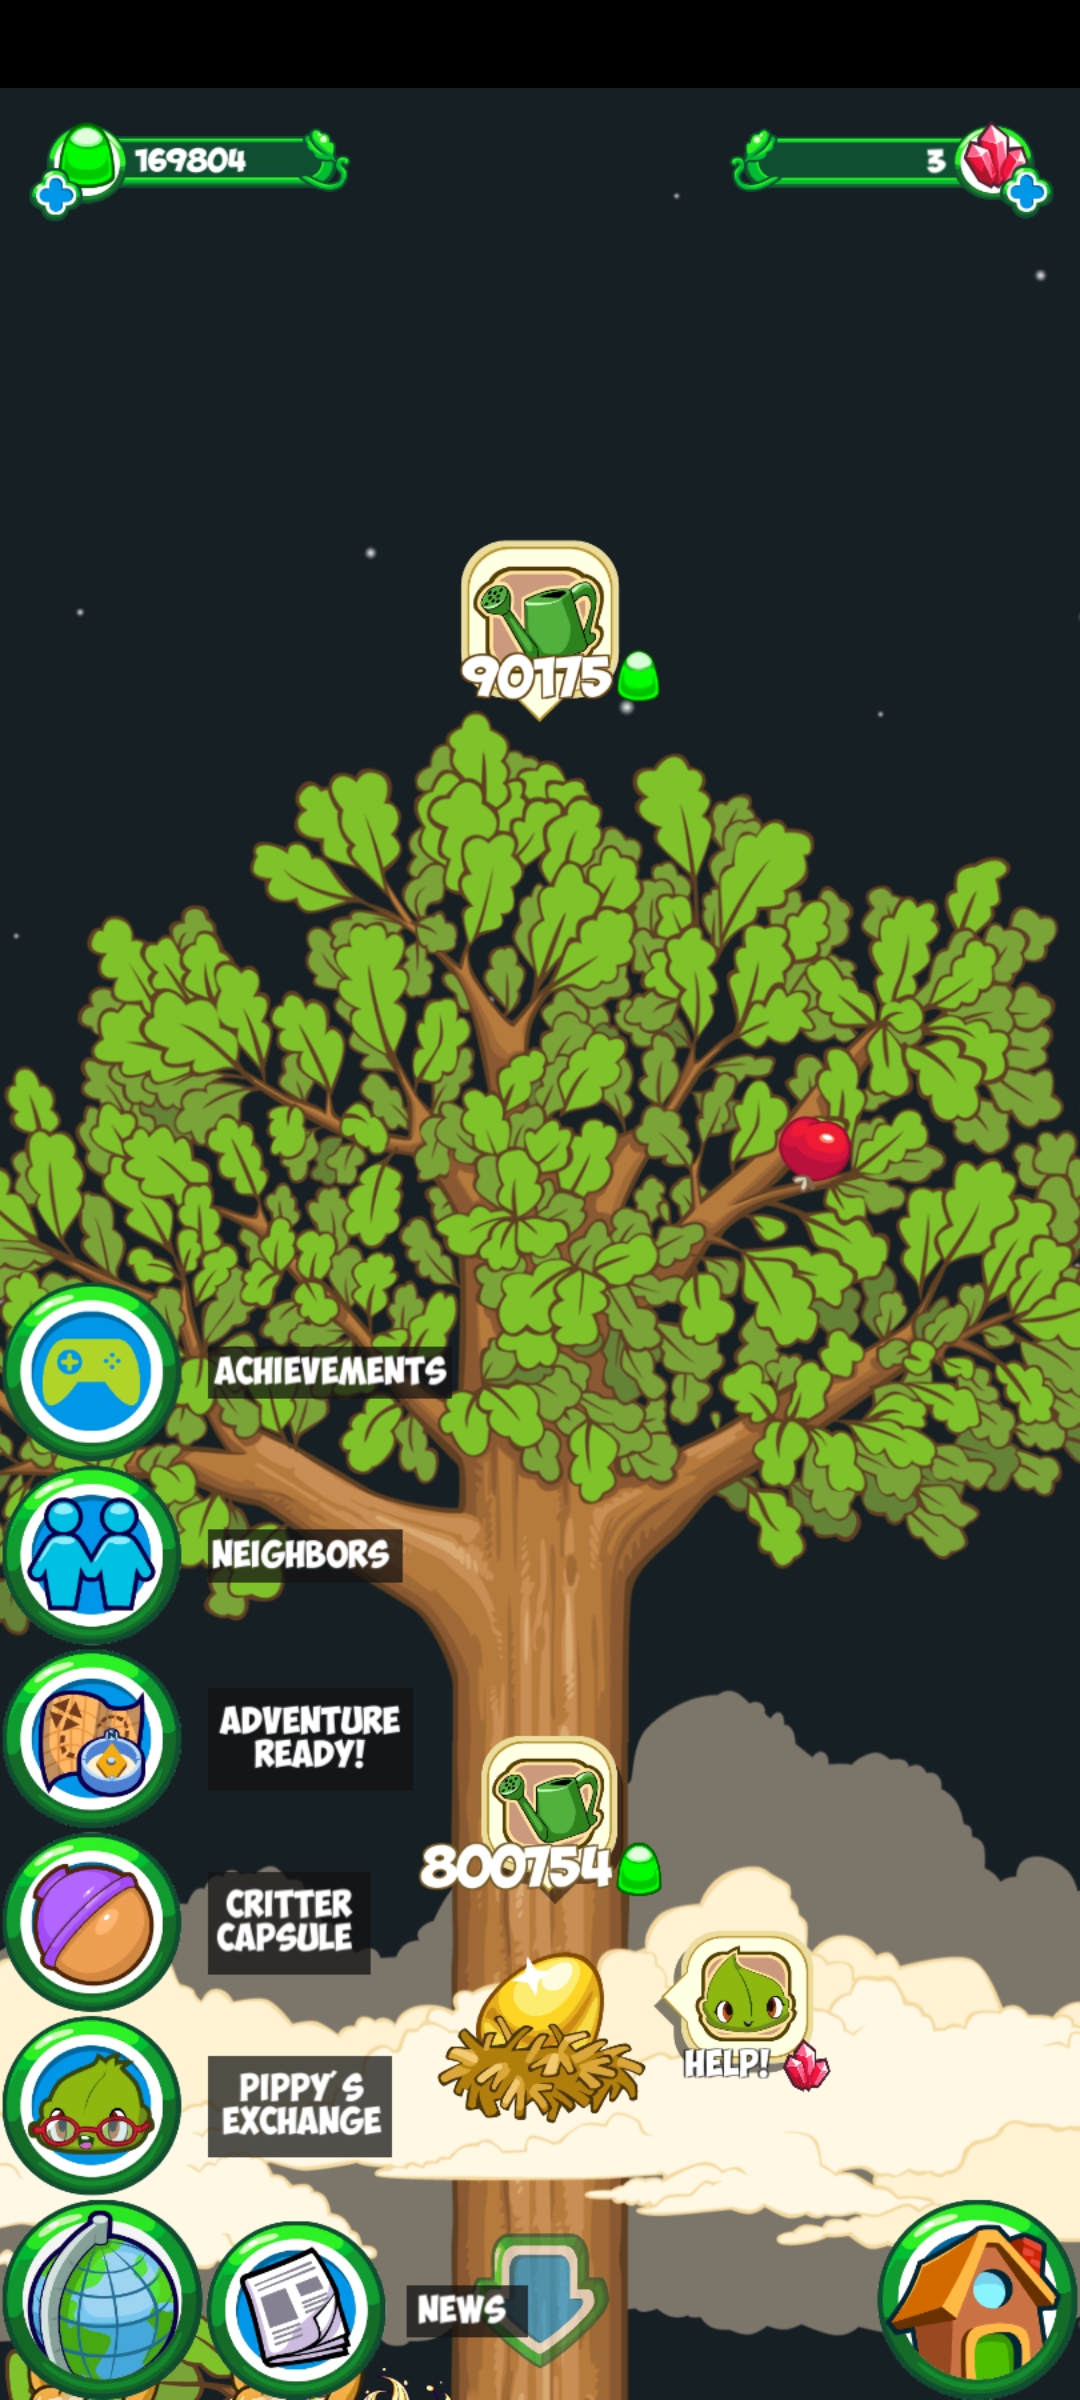 169804
3
90175
ACHIEVEMENTS
NEIGHBORS
ADVENTURE
READY!
800754
CRITTER
CAPSULE
HELP!
PIPPY'S
EXCHANGE
NEWS